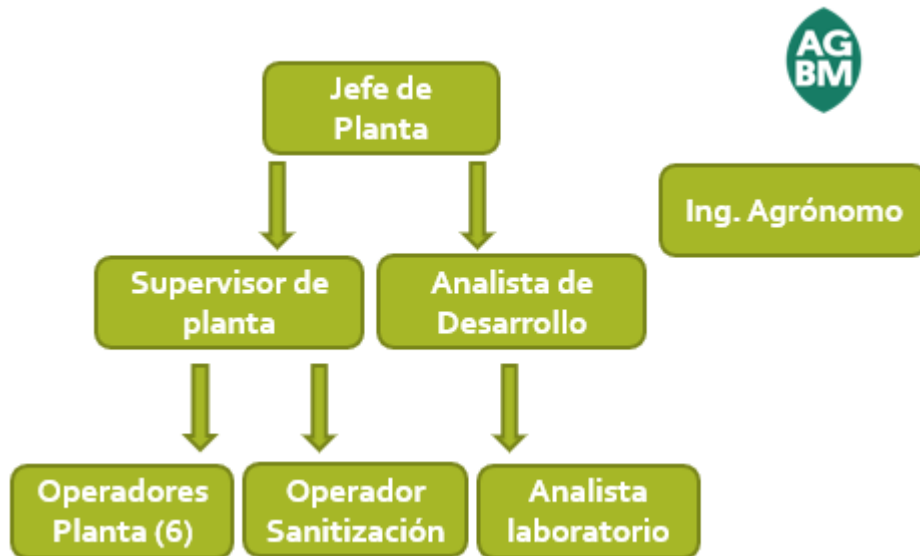 AG
BM
Jefe de
Planta
Ing. Agrónomo
Supervisor de
planta
Analista de
Desarrollo
Operadores
Planta (6)
Operador
Sanitización
Analista
laboratorio